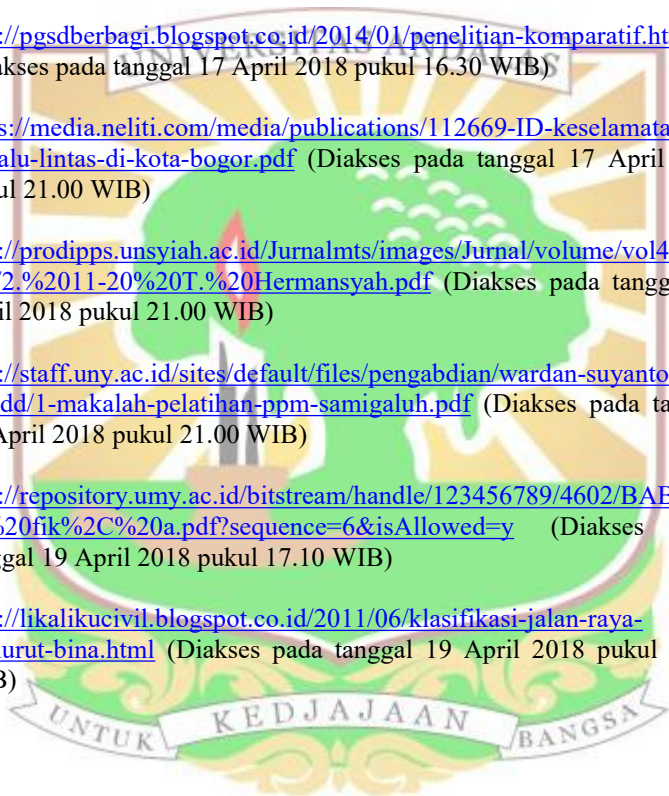 ://pgsdberbagi.blogspot.co.id/2014/01/penelitian-komparatif.ht
akses pada tanggal 17 April 2018 pukul 16.30 WIB)
UNIVERSITAS ANDALAS
s://media.neliti.com/media/publications/112669-ID-keselamata
alu-lintas-di-kota-bogor.pdf (Diakses pada tanggal 17 April
ul 21.00 WIB)
://prodipps.unsyiah.ac.id/Jurnalmts/images/Jurnal/volume/vol4
/2.%2011-20%20T.%20Hermansyah.pdf (Diakses pada tangg
il 2018 pukul 21.00 WIB)
://staff.uny.ac.id/sites/default/files/pengabdian/wardan-suyanto
dd/1-makalah-pelatihan-ppm-samigaluh.pdf (Diakses pada ta
April 2018 pukul 21.00 WIB)
://repository.umy.ac.id/bitstream/handle/123456789/4602/BAB
%20fik%2C%20a.pdf?sequence=6&isAllowed=y (Diakses
ggal 19 April 2018 pukul 17.10 WIB)
://likalikucivil.blogspot.co.id/2011/06/klasifikasi-jalan-raya-
urut-bina.html (Diakses pada tanggal 19 April 2018 pukul
B)
UNTUK KEDJAJAAN BANGSA